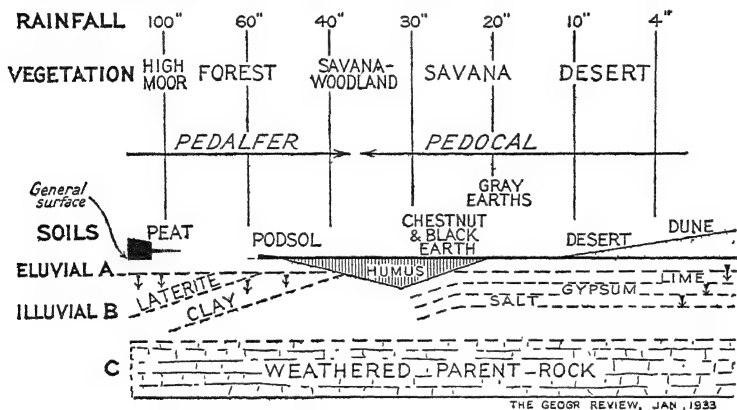 RAINFALL 100" 60" 40" 30" 20" 10" 4"
VEGETATION HIGH MOOR FOREST SAVANA-WOODLAND SAVANA DESERT
PEDALFER PEDOCAL
GRAY EARTHS
General surface
SOILS PEAT PODSOL CHESTNUT & BLACK EARTH DESERT DUNE
ELUVIAL A HUMUS LIME
LATERITE GYPSUM
ILLUVIAL B CLAY SALT
C WEATHERED PARENT ROCK
THE GEOGR REVIEW, JAN, 1933